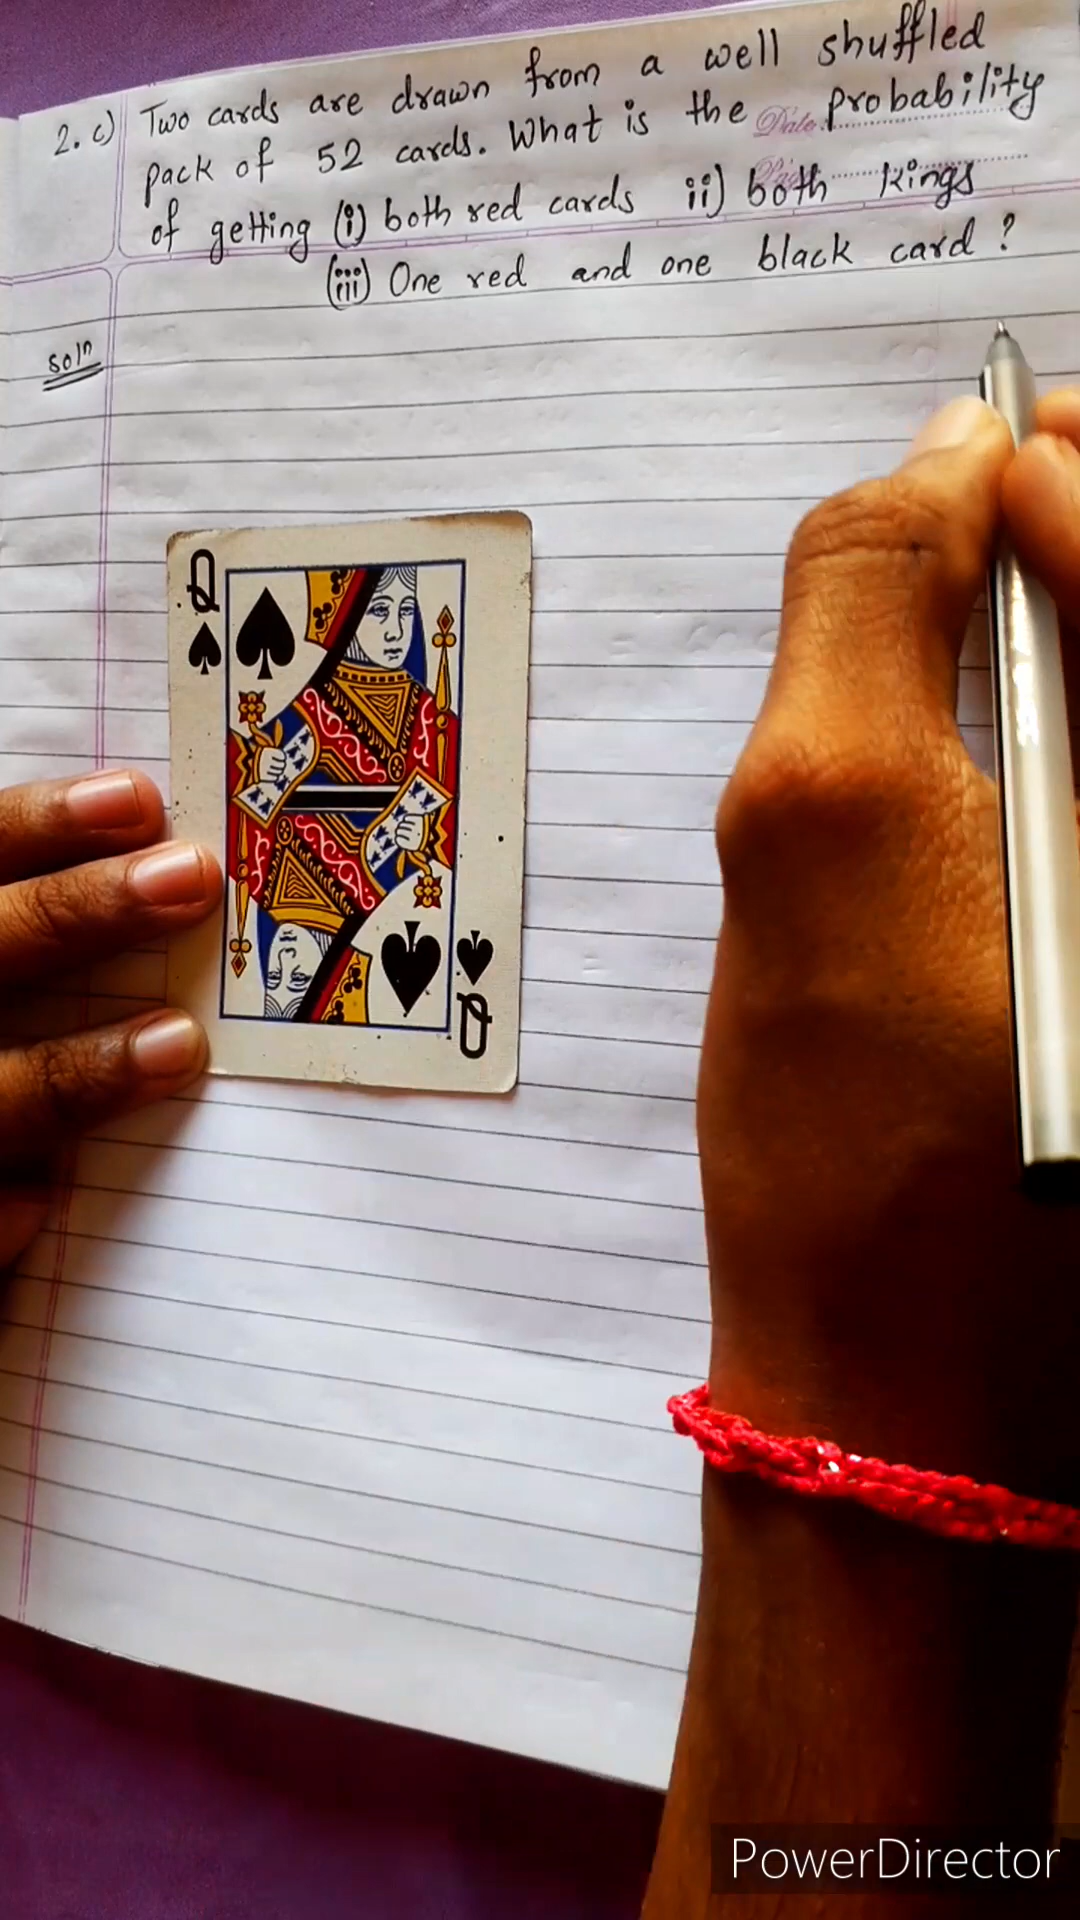 2. c) Two cards are drawn from a well shuffled
pack of 52 cards. What is the probability
Date
of getting (i) both red cards ii) both kings
(iii) One red and one black card ?
Soln
Q
Q
PowerDirector